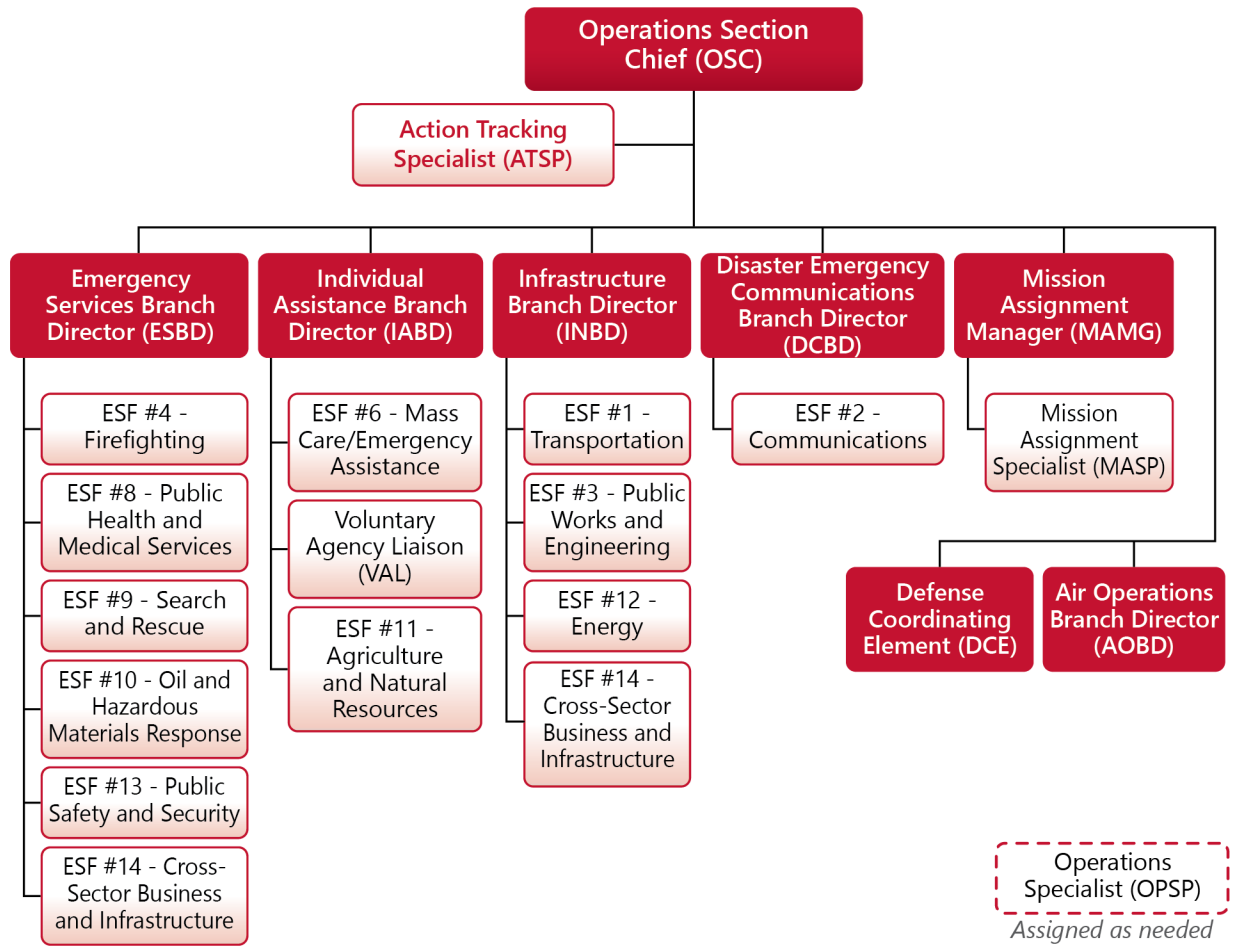 Operations Section
Chief (OSC)
Action Tracking
Specialist (ATSP)
Emergency
Services Branch
Director (ESBD)
Individual
Assistance Branch
Director (IABD)
Infrastructure
Branch Director
(INBD)
Disaster Emergency
Communications
Branch Director
(DCBD)
Mission
Assignment
Manager (MAMG)
ESF #4 -
Firefighting
ESF #8 - Public
Health and
Medical Services
ESF #9 - Search
and Rescue
ESF #10 - Oil and
Hazardous
Materials Response
ESF #13 - Public
Safety and Security
ESF #14 - Cross-
Sector Business
and Infrastructure
ESF #6 - Mass
Care/Emergency
Assistance
Voluntary
Agency Liaison
(VAL)
ESF #11 -
Agriculture
and Natural
Resources
ESF #1 -
Transportation
ESF #3 - Public
Works and
Engineering
ESF #12 -
Energy
ESF #14 -
Cross-Sector
Business and
Infrastructure
ESF #2 -
Communications
Mission
Assignment
Specialist (MASP)
Defense
Coordinating
Element (DCE)
Air Operations
Branch Director
(AOBD)
Operations
Specialist (OPSP)
Assigned as needed